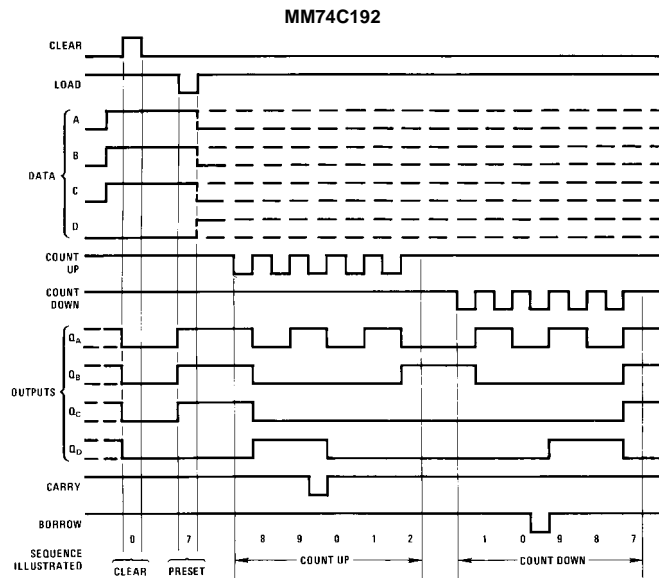 MM74C192
CLEAR
LOAD
A
B
DATA
C
D
COUNT
UP
COUNT
DOWN
QA
QB
OUTPUTS
QC
QD
CARRY
BORROW
0 7 8 9 0 1 2 1 0 9 8 7
SEQUENCE
ILLUSTRATED
COUNT UP COUNT DOWN
CLEAR PRESET